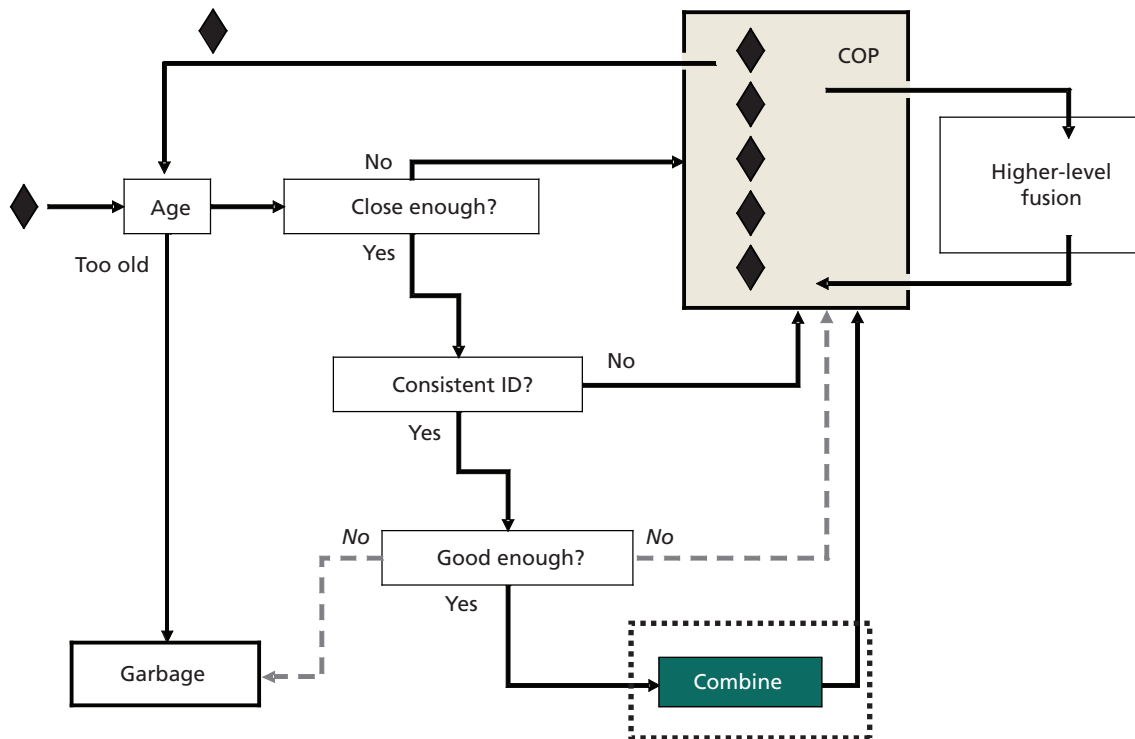 COP
No
Higher-level
fusion
Age
Close enough?
Too old
Yes
Consistent ID?
No
Yes
No
No
Good enough?
Yes
Garbage
Combine